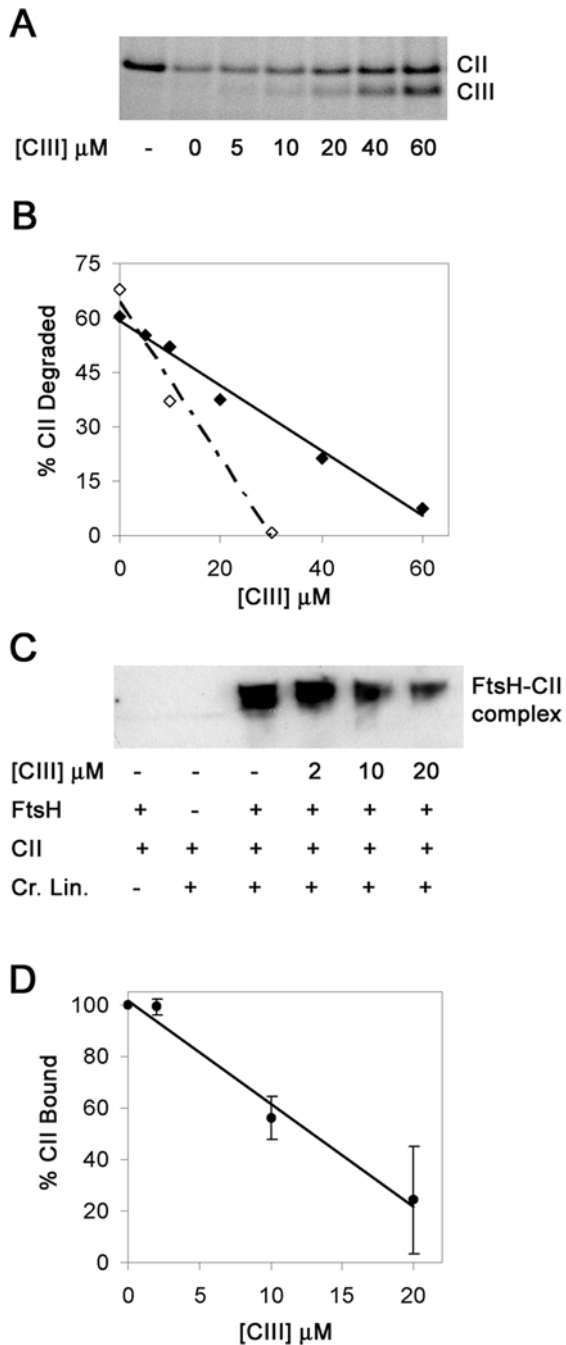 A
CII
CIII
[CIII] μM - 0 5 10 20 40 60
B
% CII Degraded
75
60
45
30
15
0
0 20 40 60
[CIII] μM
C
FtsH-CII
complex
[CIII] μM - - - 2 10 20
FtsH + - + + + +
CII + + + + + +
Cr. Lin. - + + + + +
D
% CII Bound
100
80
60
40
20
0
0 5 10 15 20
[CIII] μM